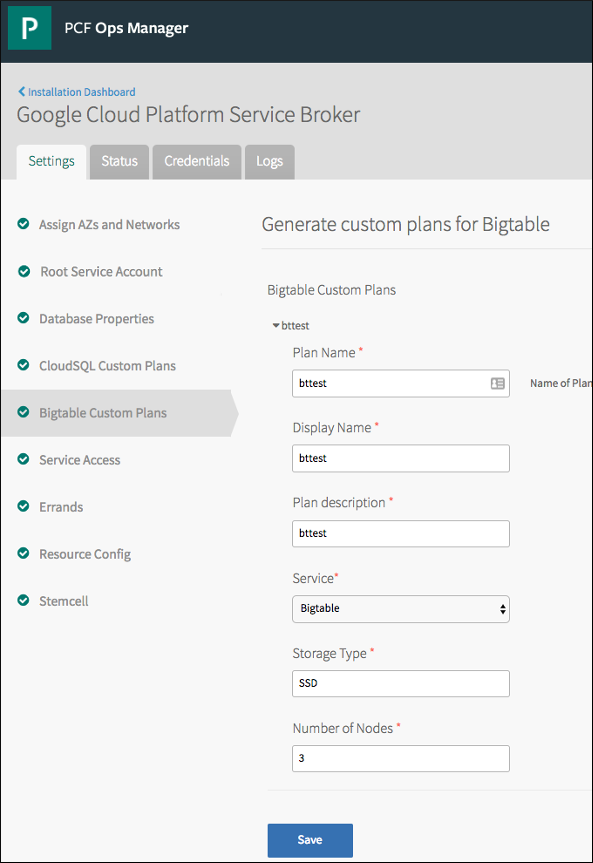 P PCF Ops Manager
Installation Dashboard
Google Cloud Platform Service Broker
Settings Status Credentials Logs
Assign AZs and Networks
Root Service Account
Database Properties
CloudSQL Custom Plans
Bigtable Custom Plans
Service Access
Errands
Resource Config
Stemcell
Generate custom plans for Bigtable
Bigtable Custom Plans
bttest
Plan Name *
bttest Name of Plan
Display Name *
bttest
Plan description *
bttest
Service*
Bigtable
Storage Type *
SSD
Number of Nodes *
3
Save